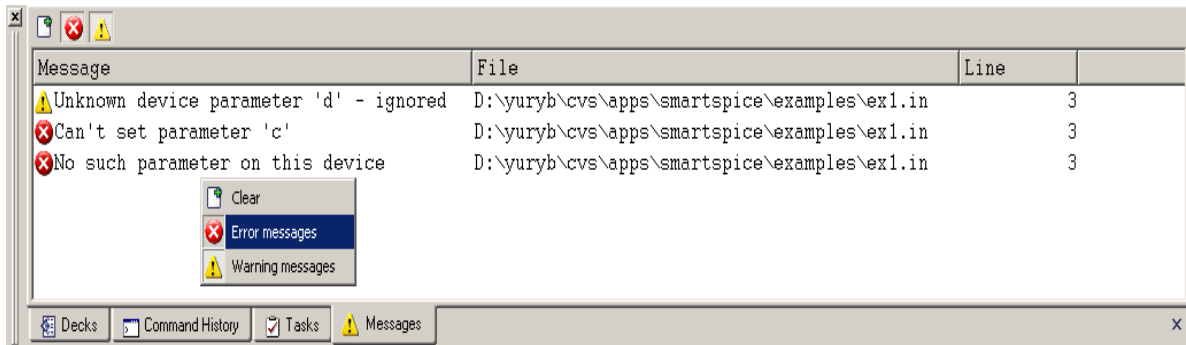 Message File Line
Unknown device parameter 'd' - ignored D:\yuryb\cvs\apps\smartspice\examples\ex1.in 3
Can't set parameter 'c' D:\yuryb\cvs\apps\smartspice\examples\ex1.in 3
No such parameter on this device D:\yuryb\cvs\apps\smartspice\examples\ex1.in 3
Clear
Error messages
Warning messages
Decks Command History Tasks Messages